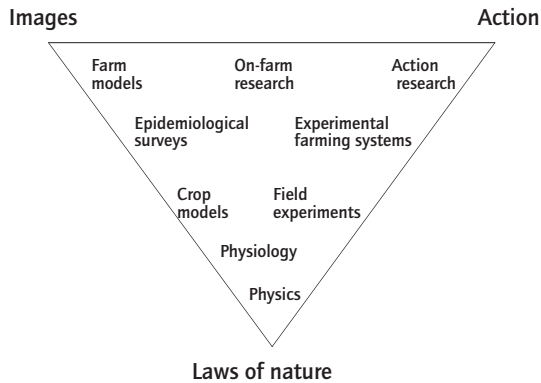 Images
Action
Farm
models
On-farm
research
Action
research
Epidemiological
surveys
Experimental
farming systems
Crop
models
Field
experiments
Physiology
Physics
Laws of nature